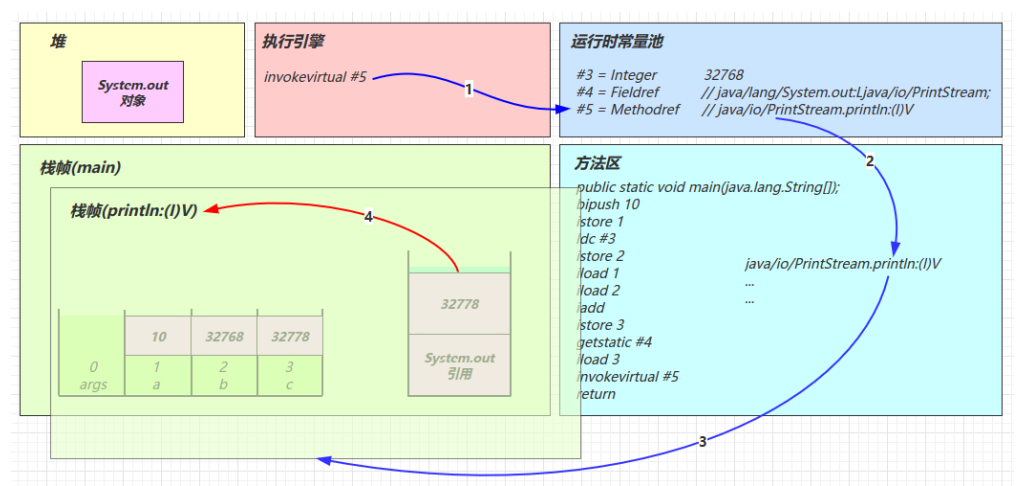 堆
System.out
对象
执行引擎
invokevirtual #5
1
运行时常量池
#3 = Integer 32768
#4 = Fieldref // java/lang/System.out:Ljava/io/PrintStream;
#5 = Methodref // java/io/PrintStream.println:(I)V
栈帧(main)
栈帧(println:(I)V)
4
32778
System.out
引用
10 32768 32778
0 1 2 3
args a b c
方法区
public static void main(java.lang.String[]);
bipush 10
istore 1
ldc #3
istore 2
iload 1
iload 2
iadd
istore 3
getstatic #4
iload 3
invokevirtual #5
return
2
java/io/PrintStream.println:(I)V
...
...
3